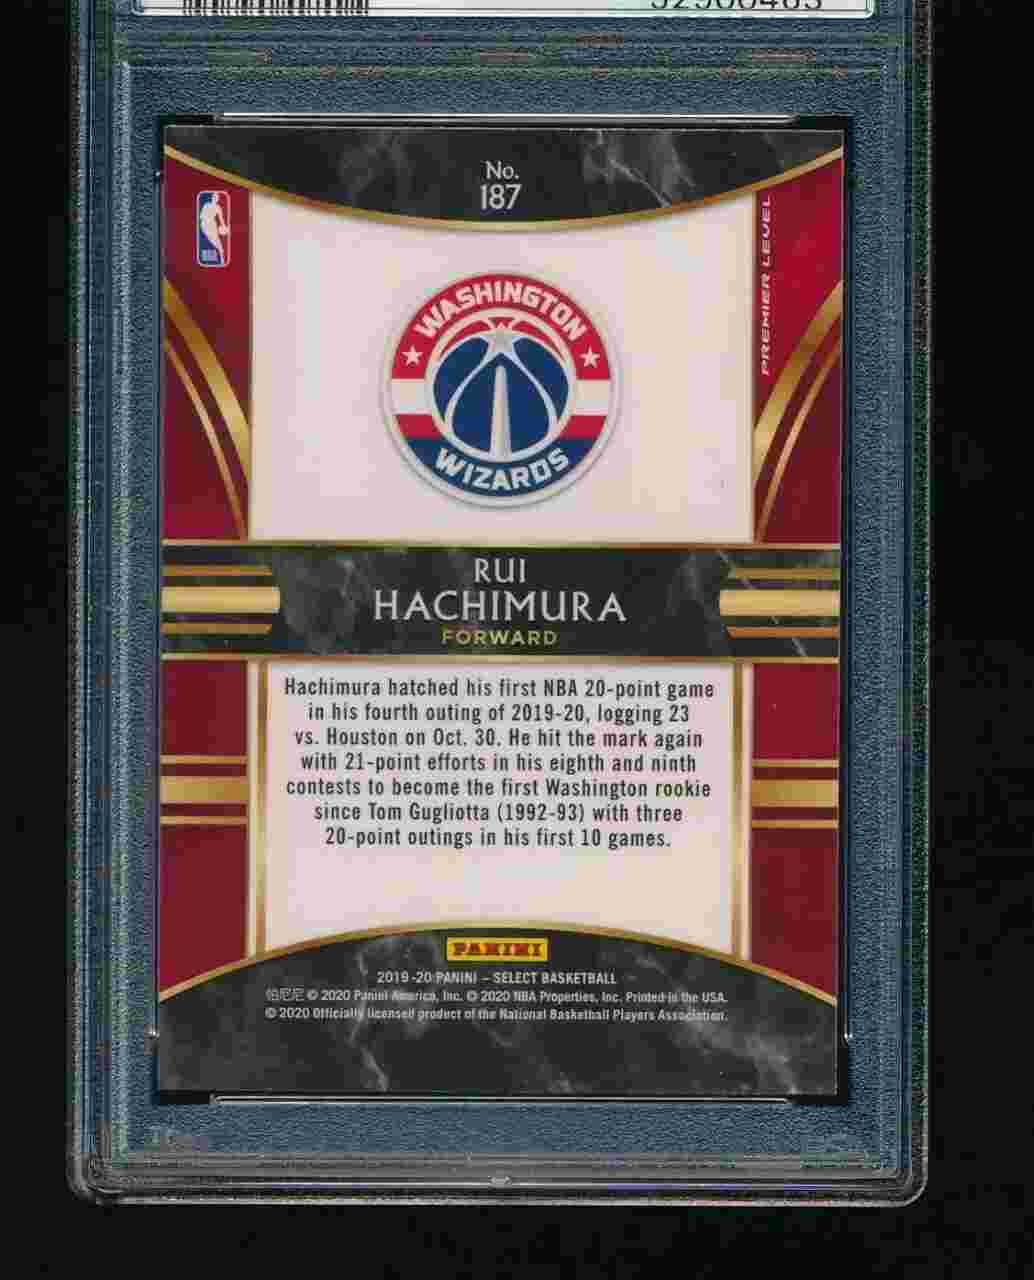 No.
187
NBA
PREMIER LEVEL
WASHINGTON
WIZARDS
RUI
HACHIMURA
FORWARD
Hachimura hatched his first NBA 20-point game
in his fourth outing of 2019-20, logging 23
vs. Houston on Oct. 30. He hit the mark again
with 21-point efforts in his eighth and ninth
contests to become the first Washington rookie
since Tom Gugliotta (1992-93) with three
20-point outings in his first 10 games.
PANINI
2019-20 PANINI – SELECT BASKETBALL
帕尼尼 © 2020 Panini America, Inc. © 2020 NBA Properties, Inc. Printed in the USA.
© 2020 Officially licensed product of the National Basketball Players Association.